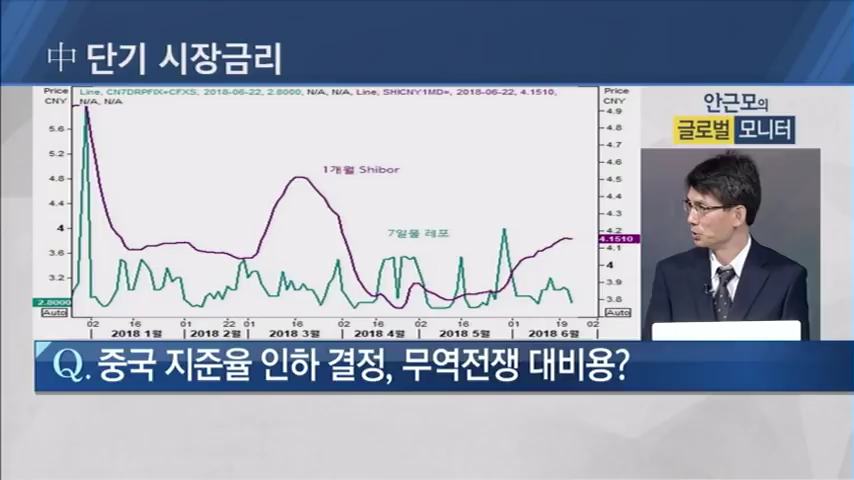 中 단기 시장금리
Price
CNY
Line, CN7DRPFIX=CFXS, 2018-06-22, 2.8000, N/A, N/A, Line, SHICNY1MD=, 2018-06-22, 4.1510,
N/A, N/A
Price
CNY
5.6
5.2
4.8
4.4
4
3.6
3.2
2.8000
Auto
4.9
4.8
4.7
4.6
4.5
4.4
4.3
4.2
4.1510
4.1
4
3.9
3.8
Auto
1개월 Shibor
7일물 레포
02 16 01 22 01 16 02 16 02 16 01 19 02
2018 1월 2018 2월 2018 3월 2018 4월 2018 5월 2018 6월
안근모의
글로벌 모니터
Q. 중국 지준율 인하 결정, 무역전쟁 대비용?